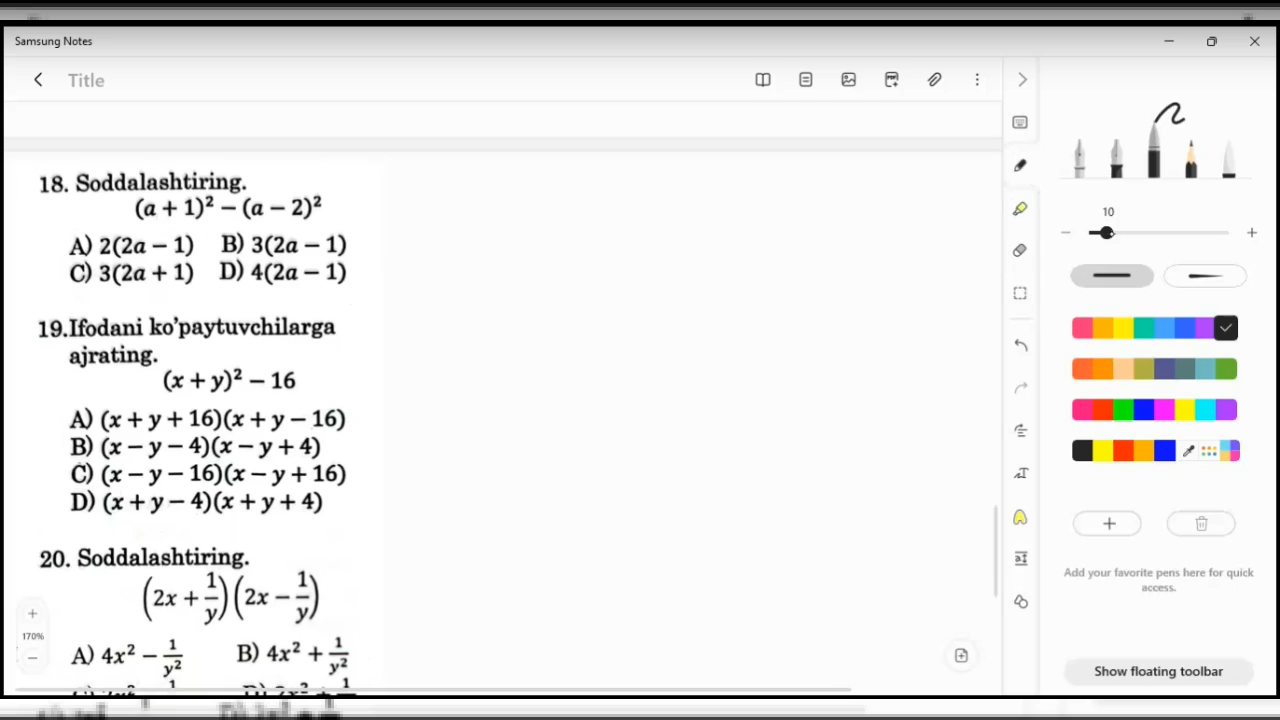 Samsung Notes
Title
18. Soddalashtiring.
(a + 1)² − (a − 2)²
A) 2(2a − 1) B) 3(2a − 1)
C) 3(2a + 1) D) 4(2a − 1)
19.Ifodani ko'paytuvchilarga
ajrating.
(x + y)² − 16
A) (x + y + 16)(x + y − 16)
B) (x − y − 4)(x − y + 4)
C) (x − y − 16)(x − y + 16)
D) (x + y − 4)(x + y + 4)
20. Soddalashtiring.
(2x + 1/y)(2x − 1/y)
A) 4x² − 1/y² B) 4x² + 1/y²
170%
PDF
10
Add your favorite pens here for quick
access.
Show floating toolbar